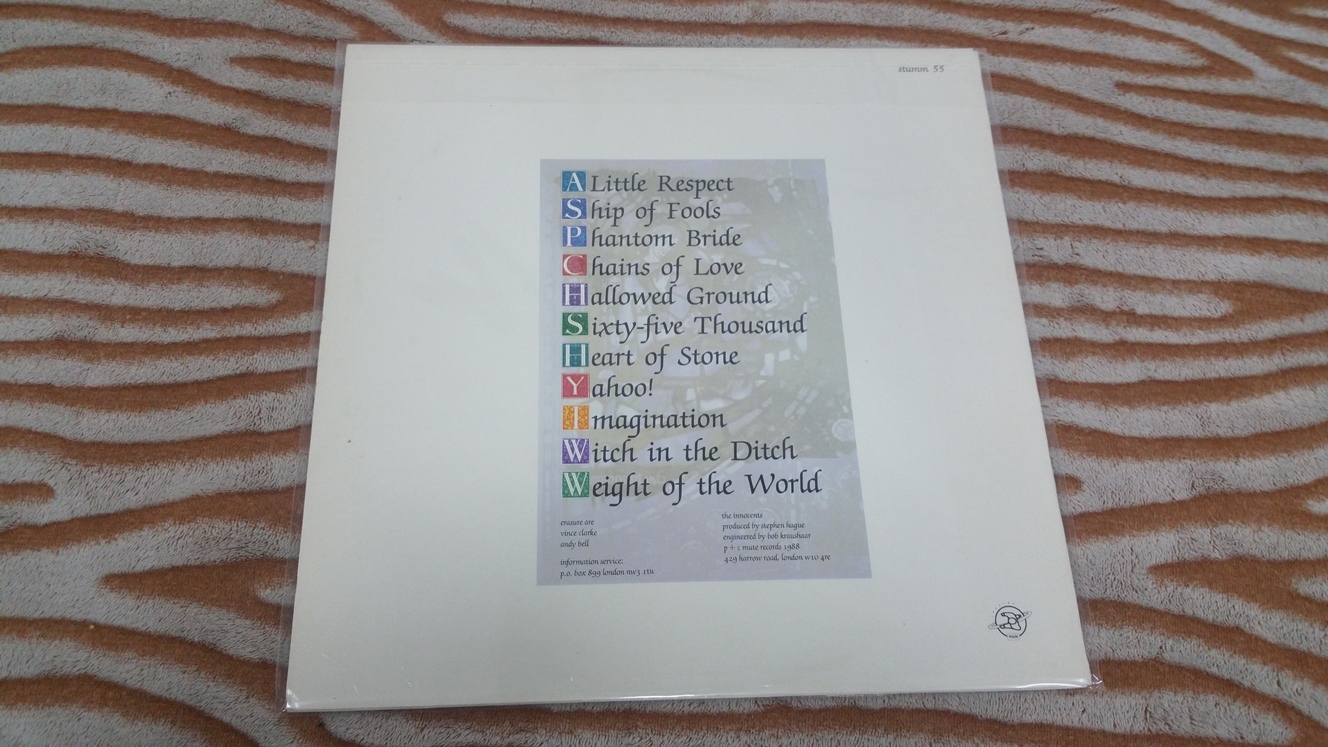 stumm 55
A Little Respect
Ship of Fools
Phantom Bride
Chains of Love
Hallowed Ground
Sixty-five Thousand
Heart of Stone
Yahoo!
Imagination
Witch in the Ditch
Weight of the World
erasure are
vince clarke
andy bell
information service:
p.o. box 899 london nw3 1tu
the innocents
produced by stephen hague
engineered by bob kraushaar
p + c mute records 1988
429 harrow road, london w10 4re